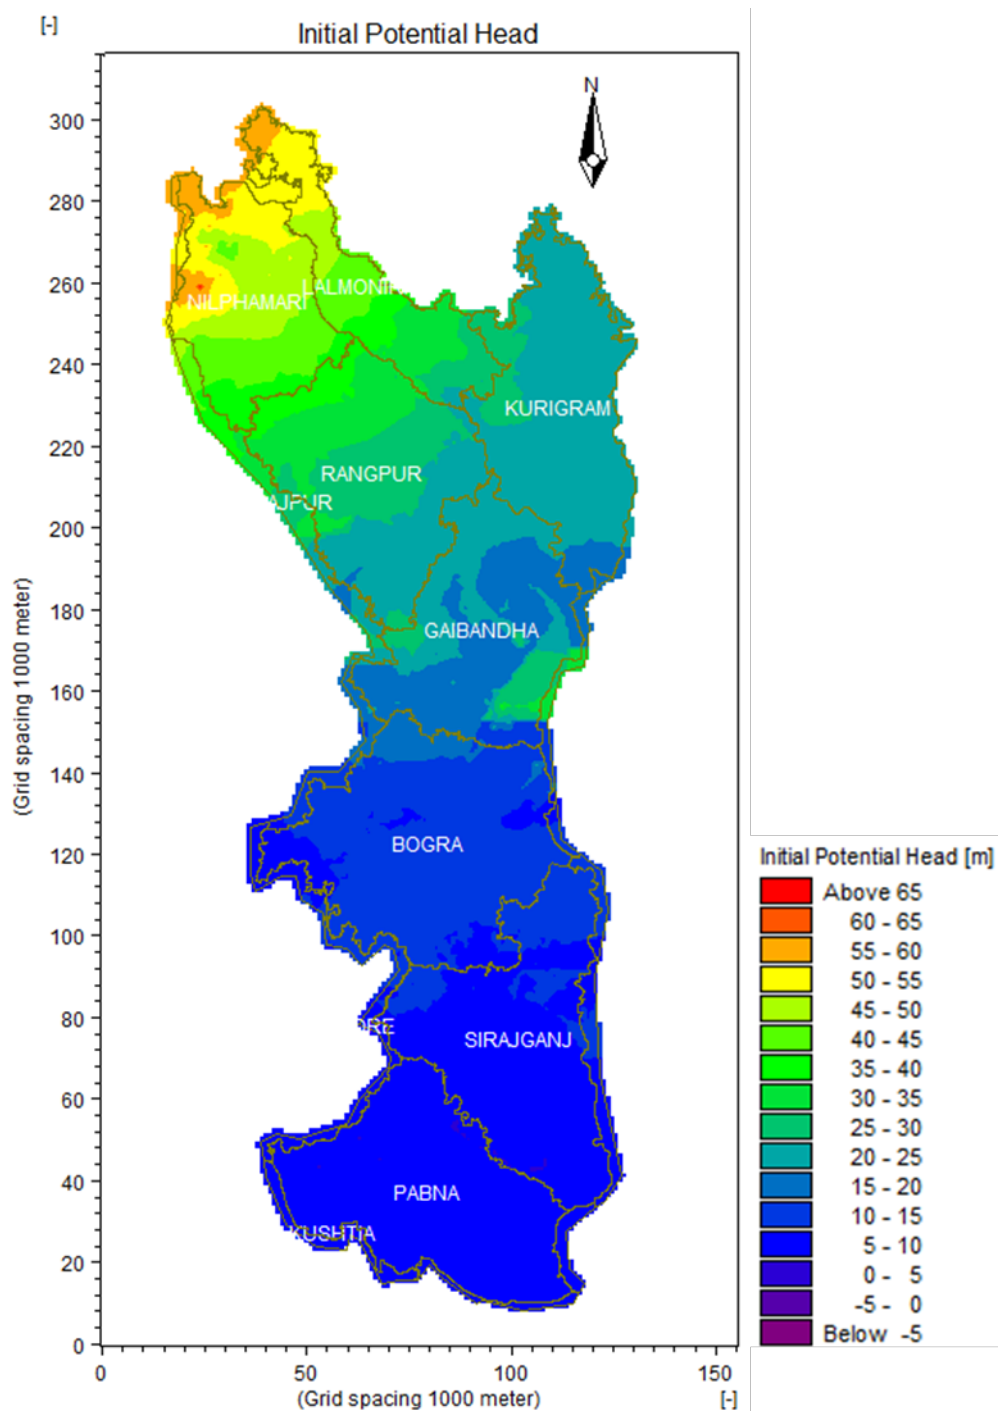 [-]
Initial Potential Head
N
300
280
260
240
220
200
180
160
140
120
100
80
60
40
20
0
(Grid spacing 1000 meter)
LALMONIR
NILPHAMARI
KURIGRAM
RANGPUR
AJPUR
GAIBANDHA
BOGRA
ORE
SIRAJGANJ
PABNA
KUSHTIA
0 50 100 150
(Grid spacing 1000 meter) [-]
Initial Potential Head [m]
Above 65
60 - 65
55 - 60
50 - 55
45 - 50
40 - 45
35 - 40
30 - 35
25 - 30
20 - 25
15 - 20
10 - 15
5 - 10
0 - 5
-5 - 0
Below -5